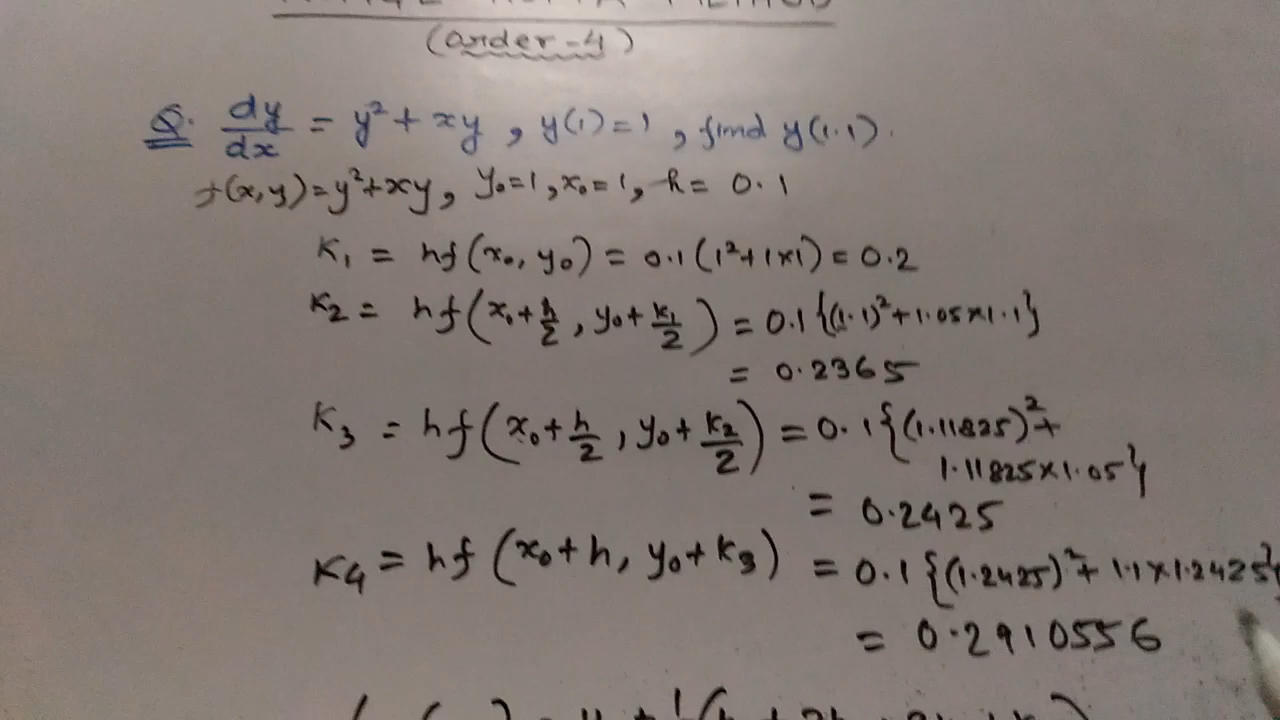 METHOD
(order-4)
Q. dy/dx = y² + xy, y(1)=1, find y(1.1).
f(x,y)=y²+xy, y₀=1, x₀=1, h= 0.1
K₁ = hf(x₀, y₀) = 0.1(1²+1×1) = 0.2
K₂ = hf(x₀+h/2, y₀+k₁/2) = 0.1{(1.1)²+1.05×1.1}
= 0.2365
K₃ = hf(x₀+h/2, y₀+k₂/2) = 0.1{(1.11825)²+
1.11825×1.05}
= 0.2425
K₄ = hf(x₀+h, y₀+k₃) = 0.1{(1.2425)²+ 1.1×1.2425}
= 0.2910556